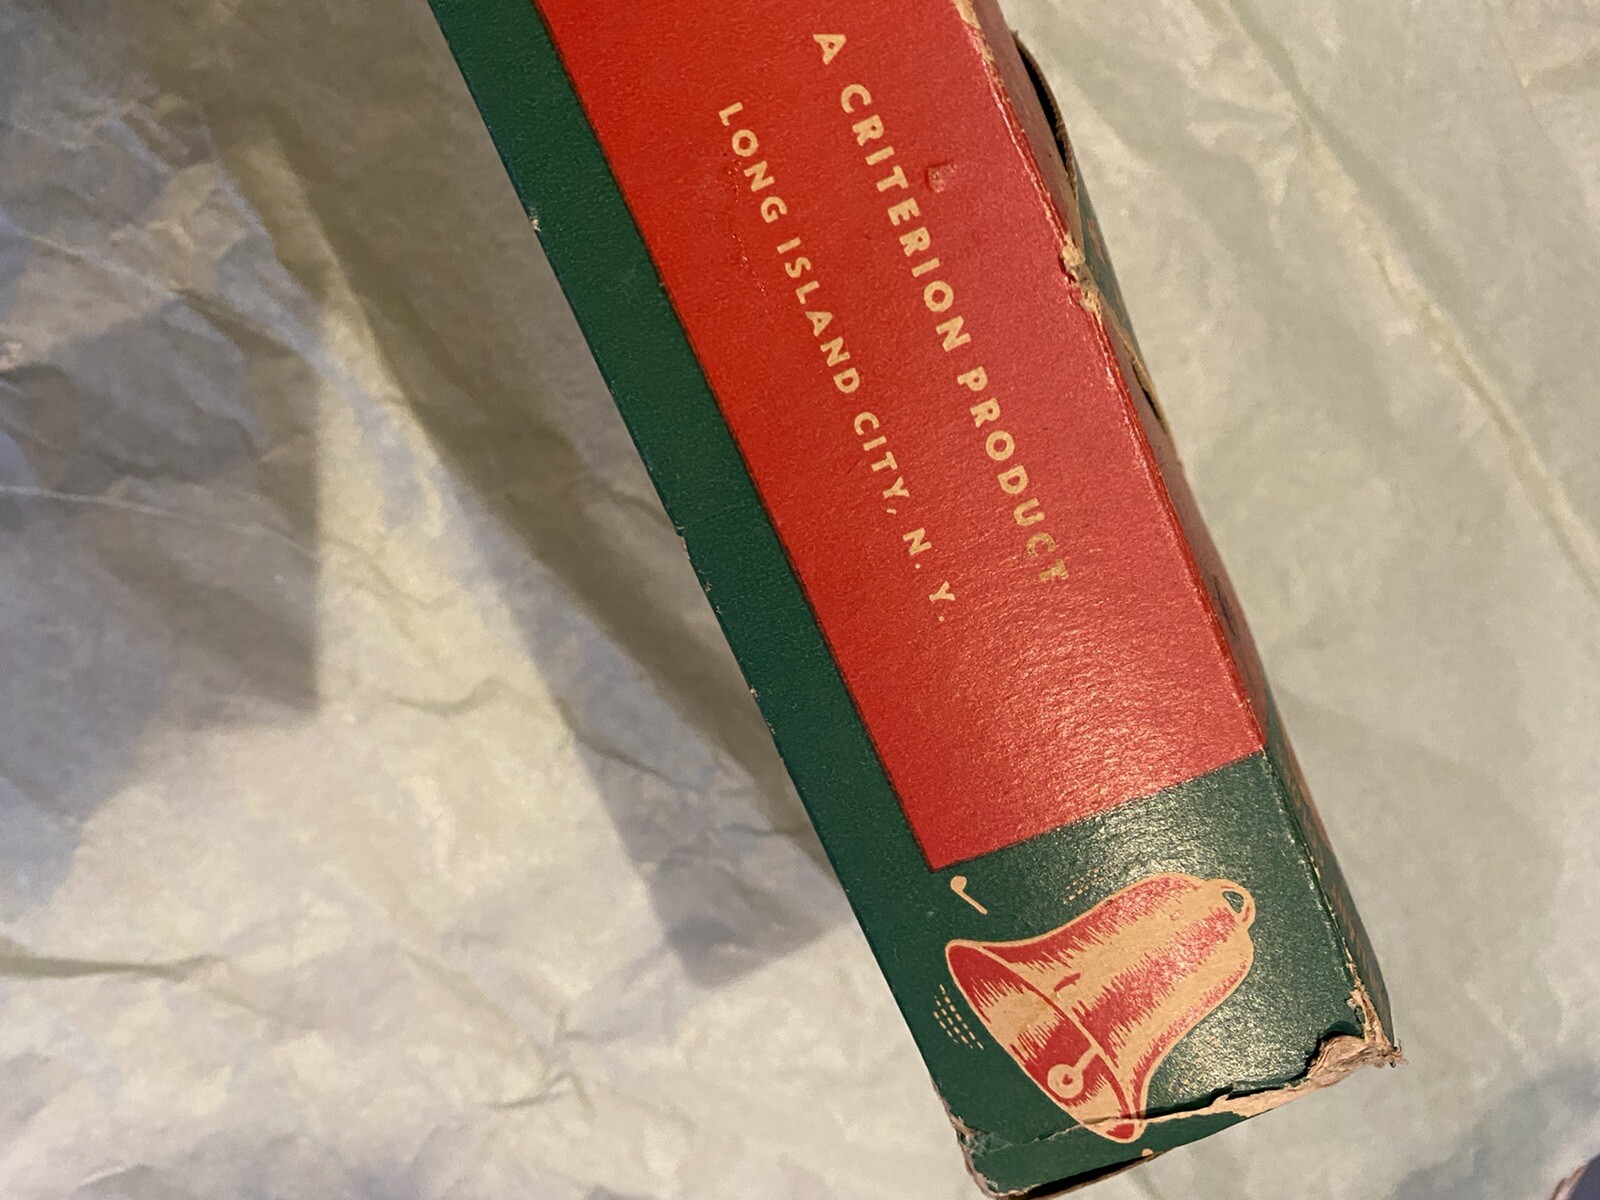 A CRITERION PRODUCT
LONG ISLAND CITY, N. Y.